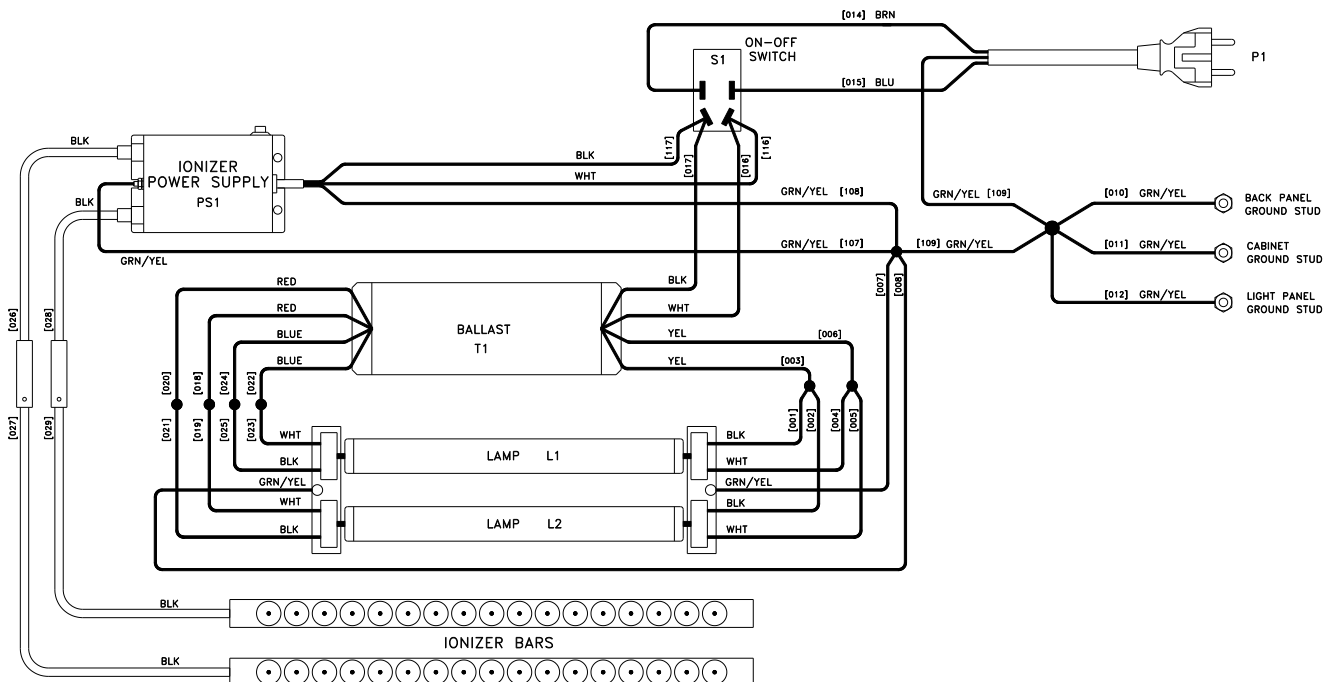 [014] BRN
ON-OFF
SWITCH
S1
P1
[015] BLU
BLK
IONIZER
POWER SUPPLY
PS1
[117]
[017]
[016]
[116]
BLK
WHT
BLK
GRN/YEL [108]
GRN/YEL [109]
[010] GRN/YEL
BACK PANEL
GROUND STUD
GRN/YEL
GRN/YEL [107]
[109] GRN/YEL
[011] GRN/YEL
CABINET
GROUND STUD
[007]
[008]
[012] GRN/YEL
LIGHT PANEL
GROUND STUD
RED
BLK
RED
WHT
BLUE
YEL
[006]
BLUE
YEL
[003]
BALLAST
T1
[026]
[028]
[020]
[018]
[024]
[022]
[027]
[029]
[021]
[019]
[025]
[023]
[001]
[002]
[004]
[005]
WHT
BLK
BLK
WHT
LAMP L1
GRN/YEL
GRN/YEL
WHT
BLK
BLK
WHT
LAMP L2
BLK
IONIZER BARS
BLK